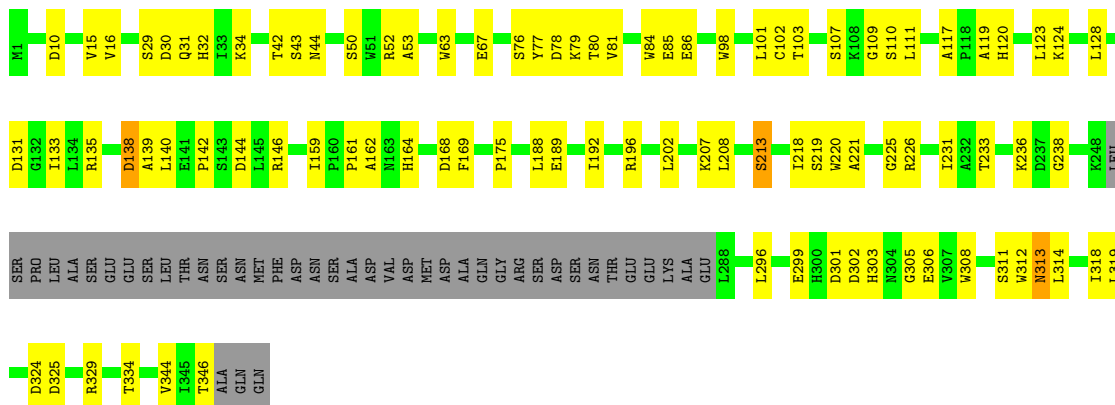 M1 D10 V15 V16 S29 D30 Q31 H32 I33 K34 T42 S43 N44 S50 W51 R52 A53 W63 E67 S76 Y77 D78 K79 T80 V81 W84 E85 E86 W98 L101 C102 T103 S107 K108 G109 S110 L111 A117 P118 A119 H120 L123 K124 L128
D131 G132 I133 L134 R135 D138 A139 L140 E141 P142 S143 D144 L145 R146 I159 P160 P161 A162 N163 H164 D168 F169 P175 L188 E189 I192 R196 L202 K207 L208 S213 I218 S219 W220 A221 G225 R226 I231 A232 T233 K236 D237 G238 K248 LEU
SER PRO LEU ALA SER GLU GLU SER LEU THR ASN SER ASN MET PHE ASP ASN SER ALA ASP VAL ASP MET ASP ALA GLN GLY ARG SER ASP SER ASN THR GLU GLU LYS ALA GLU L288 L296 E299 H300 D301 D302 H303 N304 G305 E306 V307 W308 S311 W312 N313 L314 I318 L319
D324 D325 R329 T334 V344 I345 T346 ALA GLN GLN